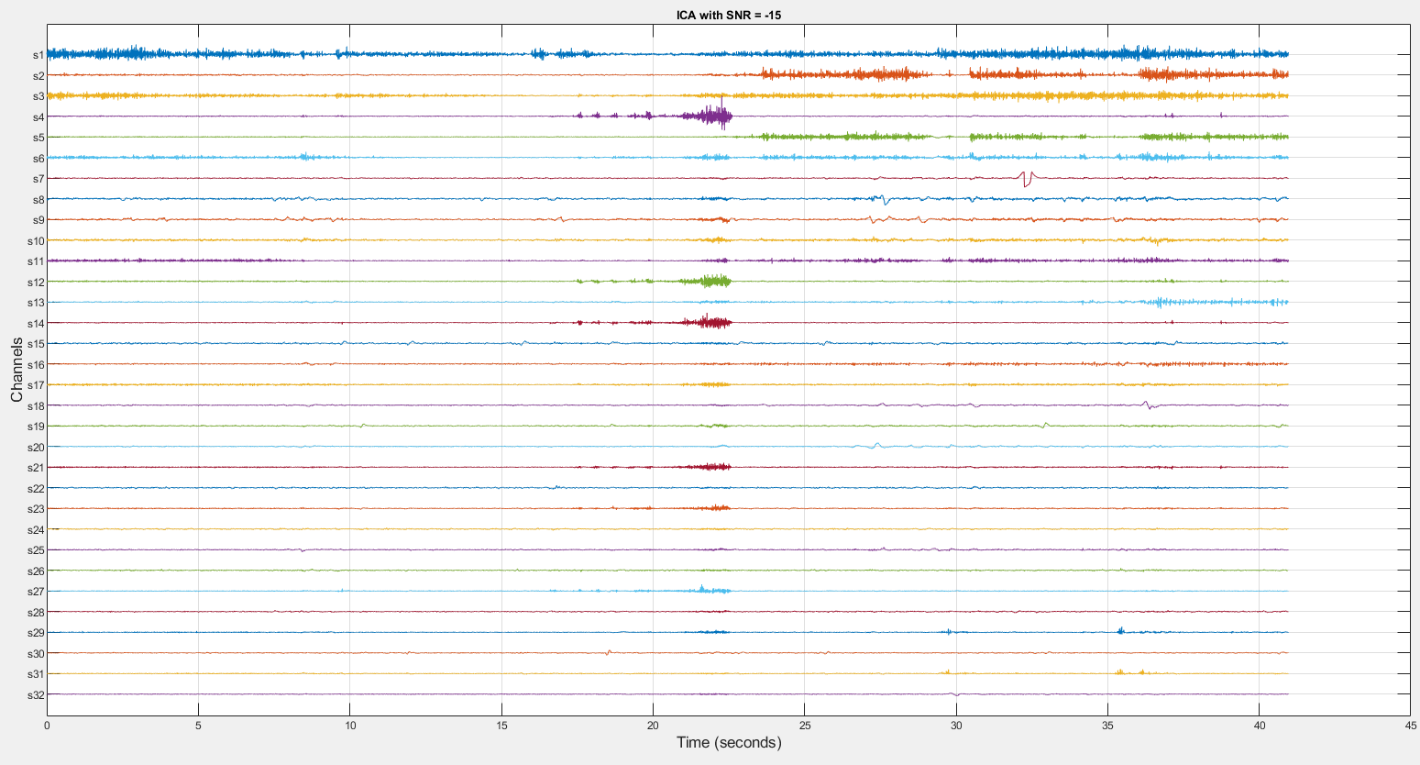 ICA with SNR = -15
s1
s2
s3
s4
s5
s6
s7
s8
s9
s10
s11
s12
s13
s14
s15
s16
s17
s18
s19
s20
s21
s22
s23
s24
s25
s26
s27
s28
s29
s30
s31
s32
Channels
0 5 10 15 20 25 30 35 40 45
Time (seconds)